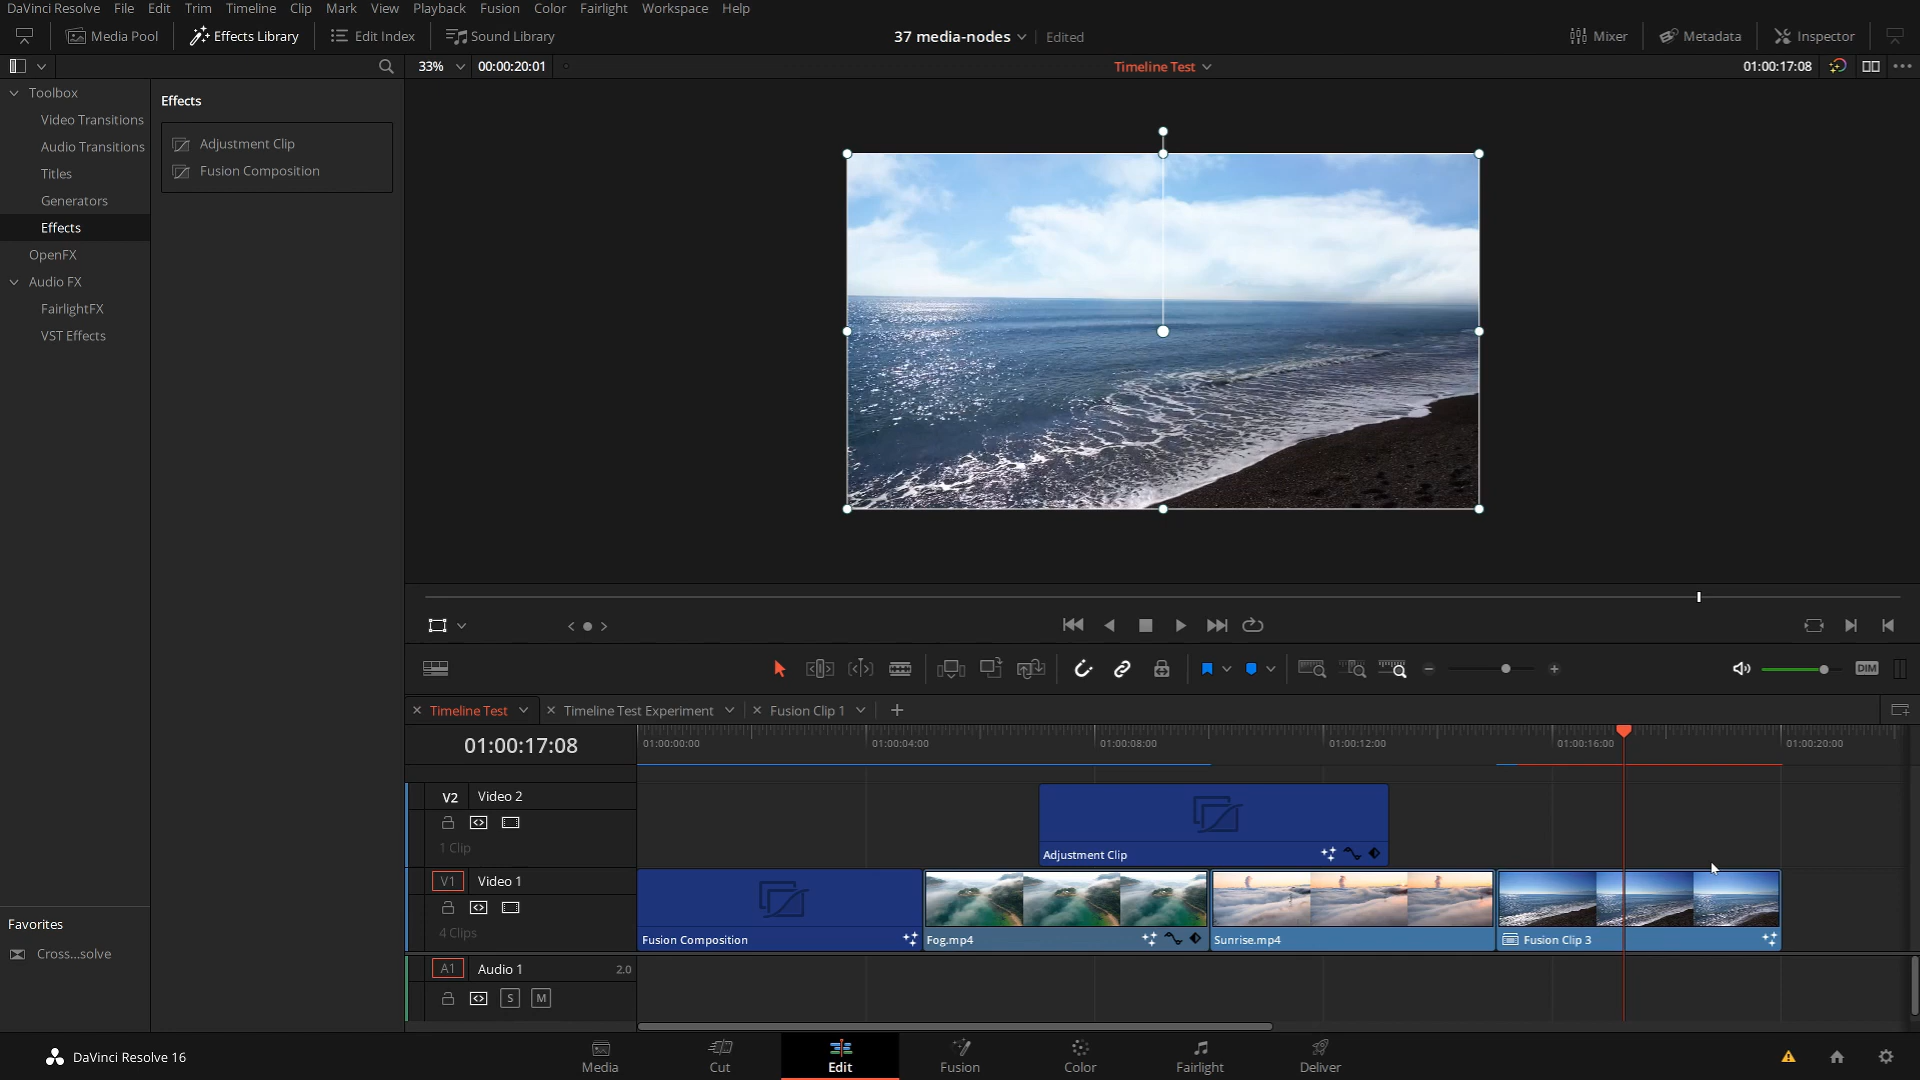 DaVinci Resolve File Edit Trim Timeline Clip Mark View Playback Fusion Color Fairlight Workspace Help
Media Pool Effects Library Edit Index Sound Library 37 media-nodes Edited Mixer Metadata Inspector
33% 00:00:20:01 Timeline Test 01:00:17:08
Toolbox
Video Transitions
Audio Transitions
Titles
Generators
Effects
OpenFX
Audio FX
FairlightFX
VST Effects
Effects
Adjustment Clip
Fusion Composition
DIM
Timeline Test Timeline Test Experiment Fusion Clip 1
01:00:17:08
01:00:00:00 01:00:04:00 01:00:08:00 01:00:12:00 01:00:16:00 01:00:20:00
V2 Video 2
1 Clip
Adjustment Clip
V1 Video 1
4 Clips
Fusion Composition Fog.mp4 Sunrise.mp4 Fusion Clip 3
A1 Audio 1 2.0
S M
Favorites
Cross...solve
DaVinci Resolve 16
Media Cut Edit Fusion Color Fairlight Deliver